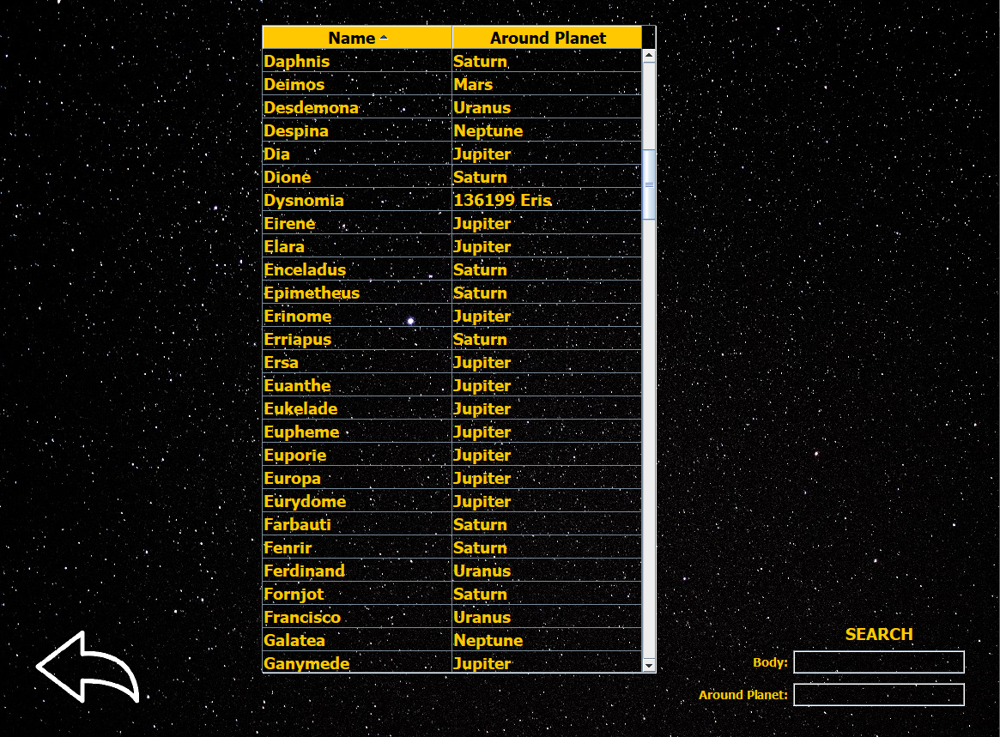 Name Around Planet
Daphnis Saturn
Deimos Mars
Desdemona Uranus
Despina Neptune
Dia Jupiter
Dione Saturn
Dysnomia 136199 Eris
Eirene Jupiter
Elara Jupiter
Enceladus Saturn
Epimetheus Saturn
Erinome Jupiter
Erriapus Saturn
Ersa Jupiter
Euanthe Jupiter
Eukelade Jupiter
Eupheme Jupiter
Euporie Jupiter
Europa Jupiter
Eurydome Jupiter
Farbauti Saturn
Fenrir Saturn
Ferdinand Uranus
Fornjot Saturn
Francisco Uranus
Galatea Neptune
Ganymede Jupiter
SEARCH
Body:
Around Planet: